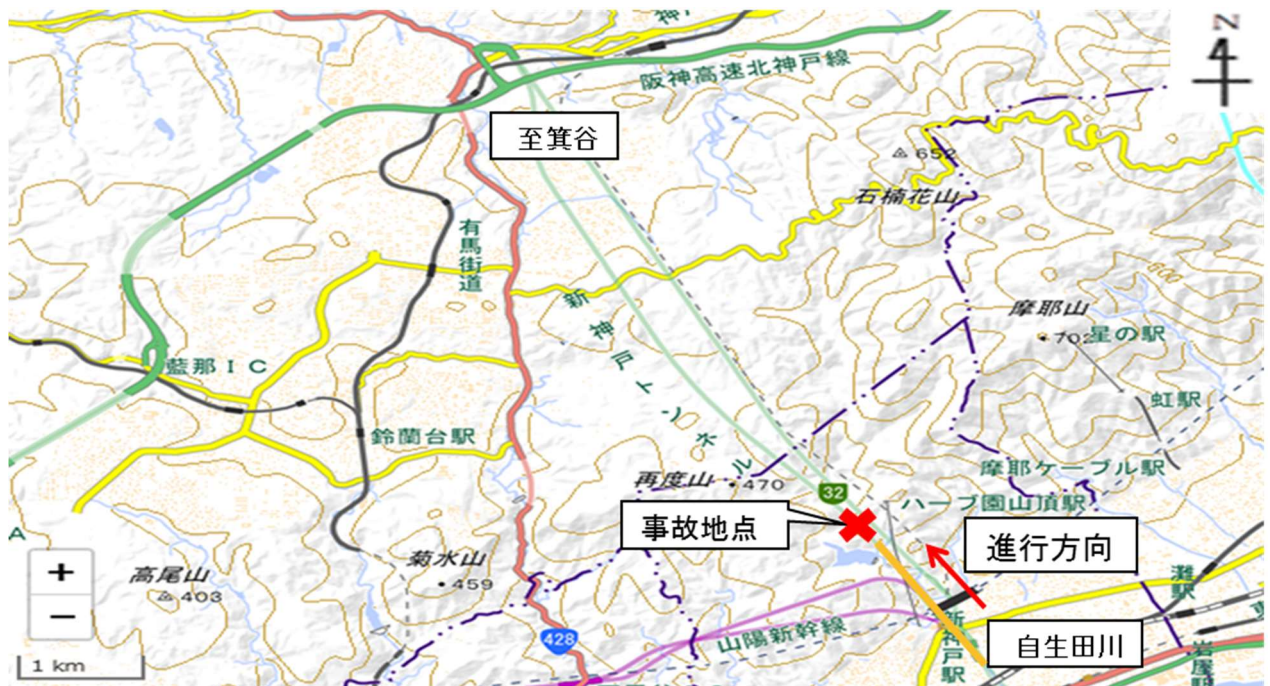 N
阪神高速北神戸線
至箕谷
652
石楠花山
有馬街道
新神戸トンネル
摩耶山
702
星の駅
藍那IC
虹駅
鈴蘭台駅
摩耶ケーブル駅
再度山
470
32
ハーブ園山頂駅
事故地点
進行方向
菊水山
459
高尾山
403
灘駅
+
−
428
山陽新幹線
新神戸駅
自生田川
岩屋駅
1 km